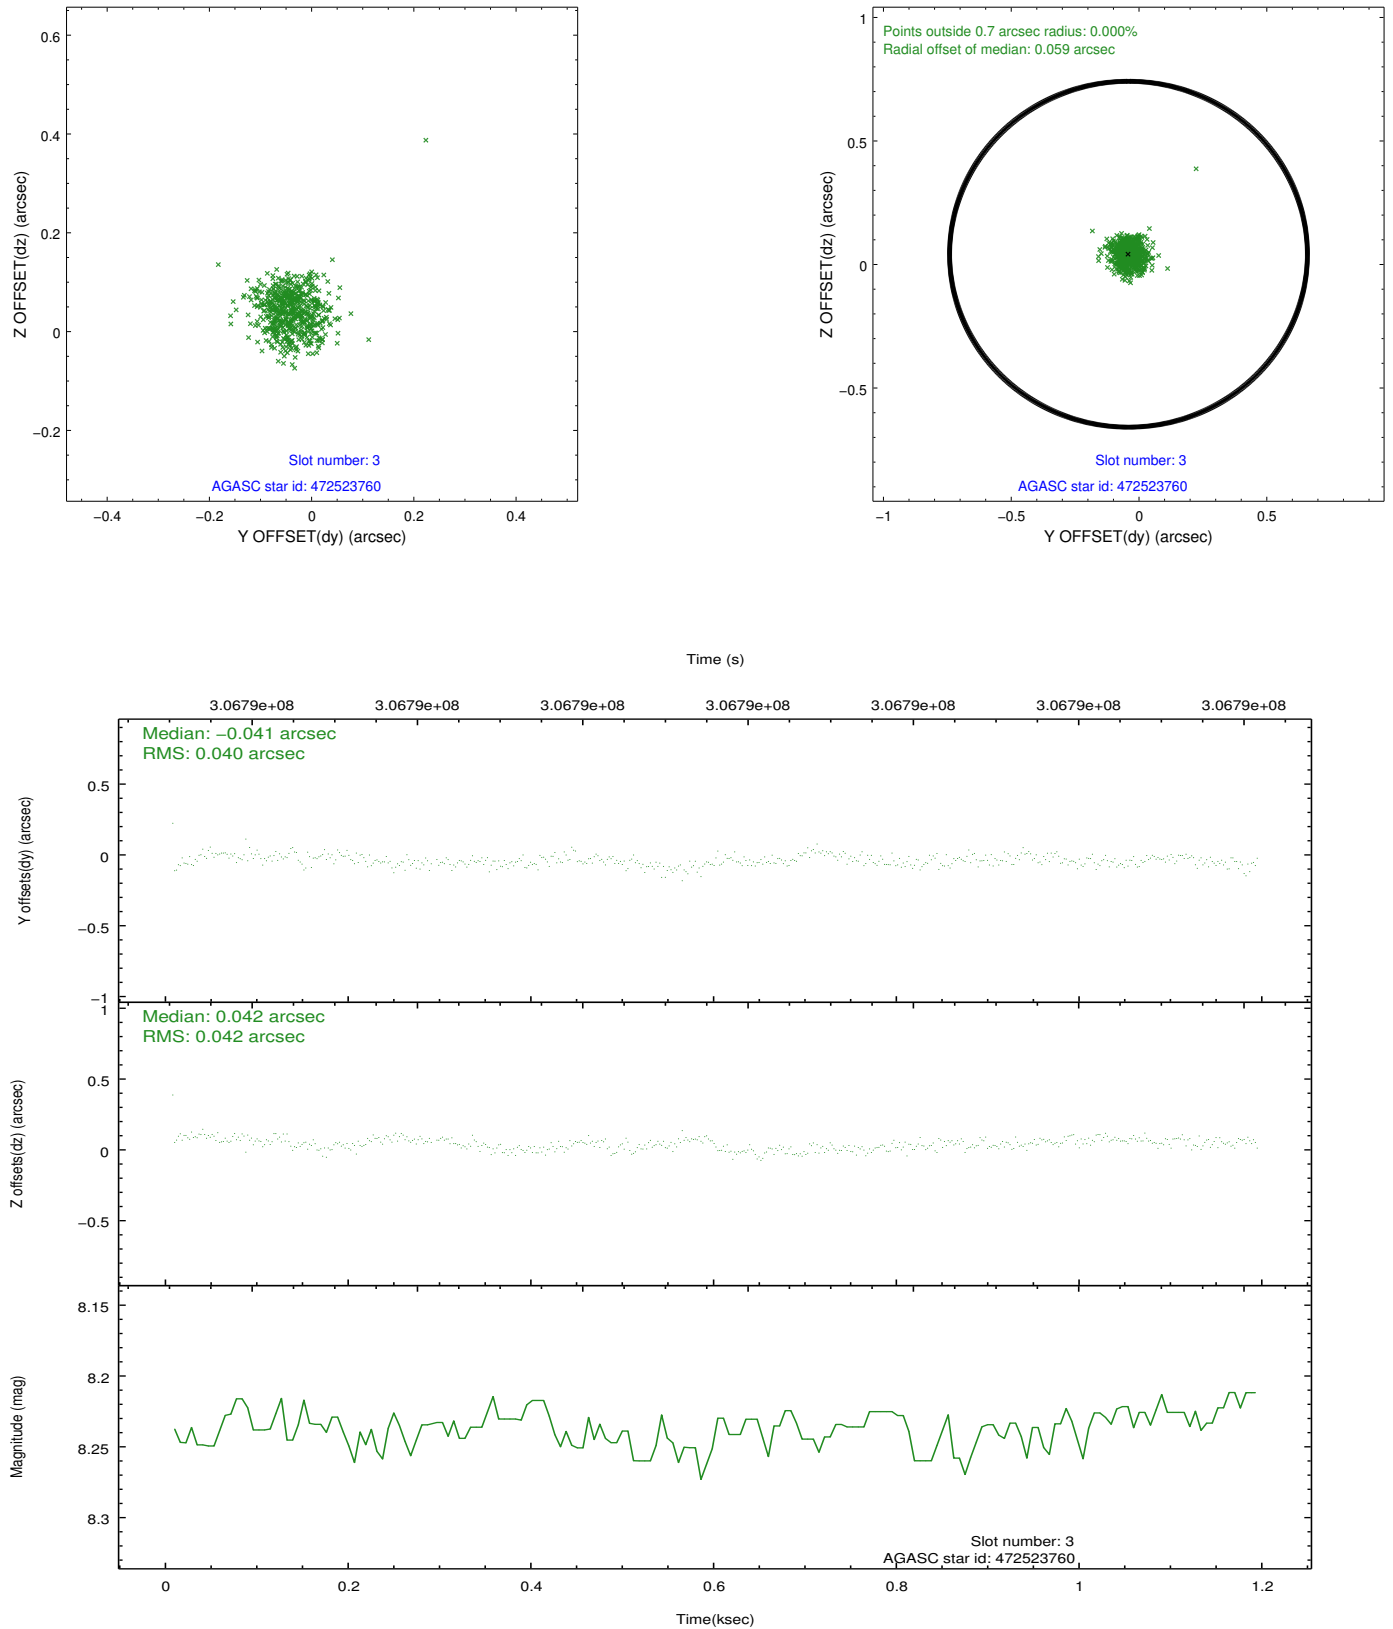 0.6
0.4
0.2
0
−0.2
Z OFFSET(dz) (arcsec)
Slot number: 3
AGASC star id: 472523760
−0.4
−0.2
0
0.2
0.4
Y OFFSET(dy) (arcsec)
Points outside 0.7 arcsec radius: 0.000%
Radial offset of median: 0.059 arcsec
1
0.5
0
−0.5
Z OFFSET(dz) (arcsec)
Slot number: 3
AGASC star id: 472523760
−1
−0.5
0
0.5
Y OFFSET(dy) (arcsec)
Time (s)
3.0679e+08
3.0679e+08
3.0679e+08
3.0679e+08
3.0679e+08
3.0679e+08
3.0679e+08
Median: −0.041 arcsec
RMS: 0.040 arcsec
0.5
0
−0.5
−1
Y offsets(dy) (arcsec)
Median: 0.042 arcsec
RMS: 0.042 arcsec
1
0.5
0
−0.5
Z offsets(dz) (arcsec)
8.15
8.2
8.25
8.3
Magnitude (mag)
Slot number: 3
AGASC star id: 472523760
0
0.2
0.4
0.6
0.8
1
1.2
Time(ksec)